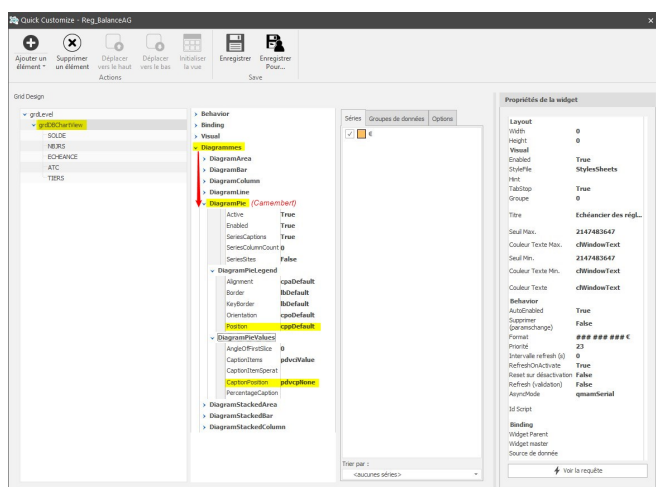 Quick Customize - Reg_BalanceAG
Ajouter un élément
Supprimer un élément
Déplacer vers le haut
Déplacer vers le bas
Initialiser la vue
Enregistrer
Enregistrer Pour...
Actions
Save
Grid Design
grdLevel
grdDBChartView
SOLDE
NBJRS
ECHEANCE
ATC
TIERS
Behavior
Binding
Visual
Diagrammes
DiagramArea
DiagramBar
DiagramColumn
DiagramLine
DiagramPie (Camembert)
Active True
Enabled True
SeriesCaptions True
SeriesColumnCount 0
SeriesSites False
DiagramPieLegend
Alignment cpaDefault
Border lbDefault
KeyBorder lbDefault
Orientation cpoDefault
Position cppDefault
DiagramPieValues
AngleOfFirstSlice 0
CaptionItems pdvciValue
CaptionItemSperat
CaptionPosition pdvcpNone
PercentageCaption
DiagramStackedArea
DiagramStackedBar
DiagramStackedColumn
Séries Groupes de données Options
€
Trier par :
<aucunes séries>
Propriétés de la widget
Layout
Width 0
Height 0
Visual
Enabled True
StyleFile StylesSheets
Hint
TabStop True
Groupe 0
Titre Echéancier des régl...
Seuil Max. 2147483647
Couleur Texte Max. clWindowText
Seuil Min. 2147483647
Couleur Texte Min. clWindowText
Couleur Texte clWindowText
Behavior
AutoEnabled True
Supprimer (paramschange) False
Format ### ### ### €
Priorité 23
Intervalle refresh (s) 0
RefreshOnActivate True
Reset sur désactivation False
Refresh (validation) False
AsyncMode qmamSerial
Id Script
Binding
Widget Parent
Widget master
Source de donnée
Voir la requête